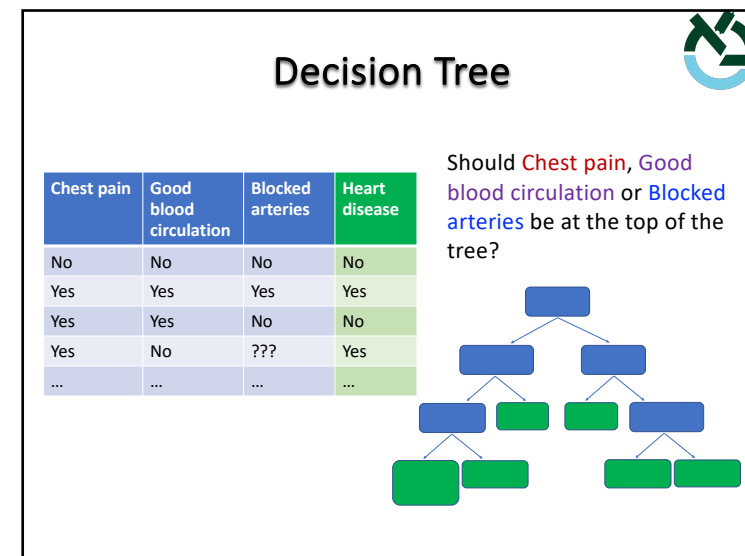 Decision Tree
Should Chest pain, Good
blood circulation or Blocked
arteries be at the top of the
tree?
Chest pain Good blood circulation Blocked arteries Heart disease
No No No No
Yes Yes Yes Yes
Yes Yes No No
Yes No ??? Yes
... ... ... ...